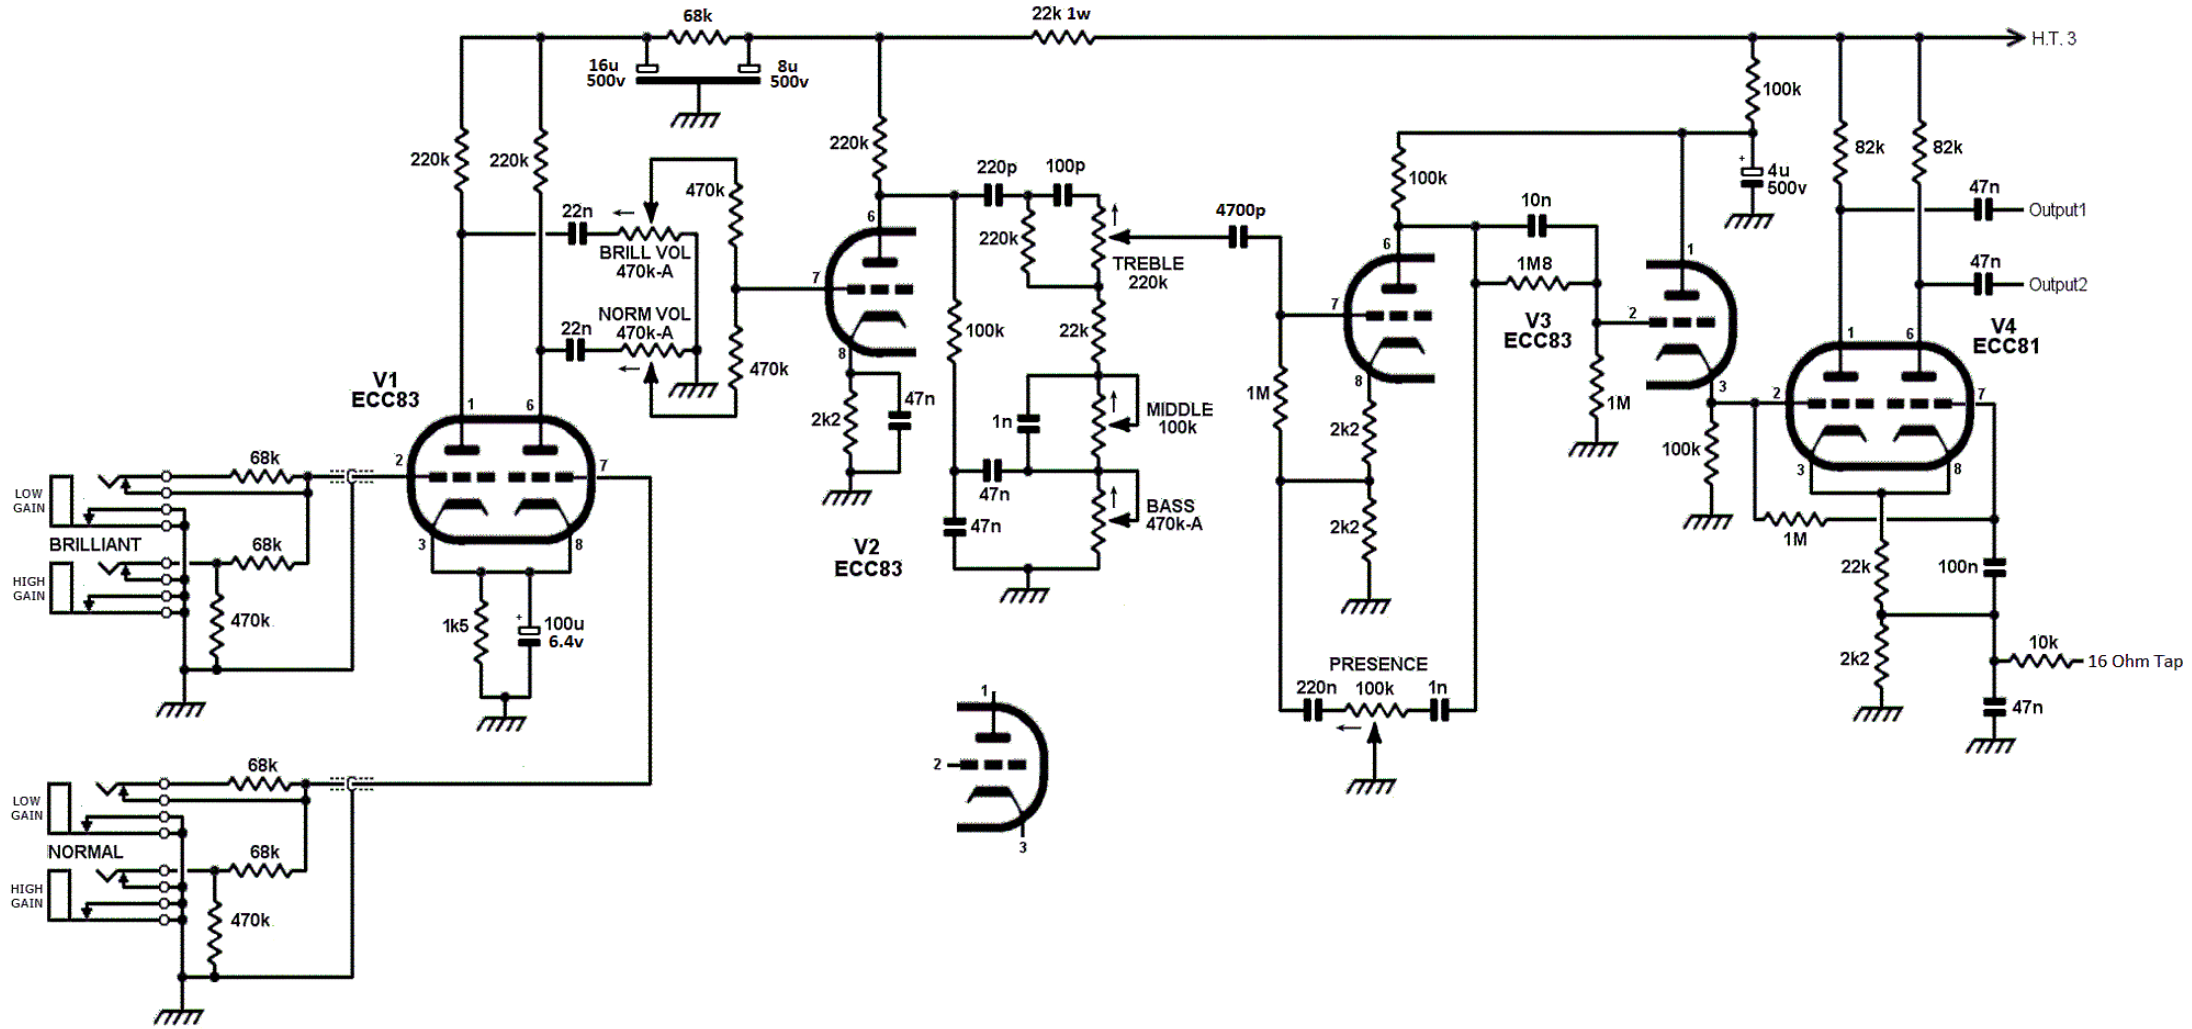 68k
22k 1w
H.T. 3
16u
500v
8u
500v
100k
220k
220k
220k
470k
220p
100p
100k
4u
500v
+
82k
82k
22n
BRILL VOL
470k-A
6
7
8
220k
TREBLE
220k
4700p
10n
6
1M8
7
8
1
2
3
47n
Output1
47n
Output2
NORM VOL
470k-A
22n
470k
100k
22k
V3
ECC83
1
6
V4
ECC81
V1
ECC83
1
6
2
7
3
8
2k2
47n
1n
MIDDLE
100k
1M
2k2
1M
100k
2
7
3
8
68k
LOW
GAIN
BRILLIANT
68k
HIGH
GAIN
470k
1k5
+
100u
6.4v
V2
ECC83
47n
47n
BASS
470k-A
2k2
1M
22k
100n
2k2
10k
16 Ohm Tap
47n
PRESENCE
220n
100k
1n
1
2
3
68k
LOW
GAIN
NORMAL
68k
HIGH
GAIN
470k